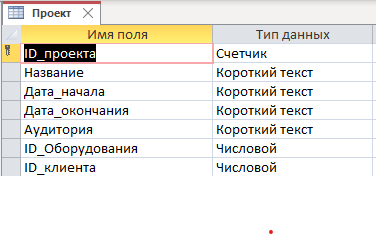 Проект
Имя поля Тип данных
ID_проекта Счетчик
Название Короткий текст
Дата_начала Короткий текст
Дата_окончания Короткий текст
Аудитория Короткий текст
ID_Оборудования Числовой
ID_клиента Числовой